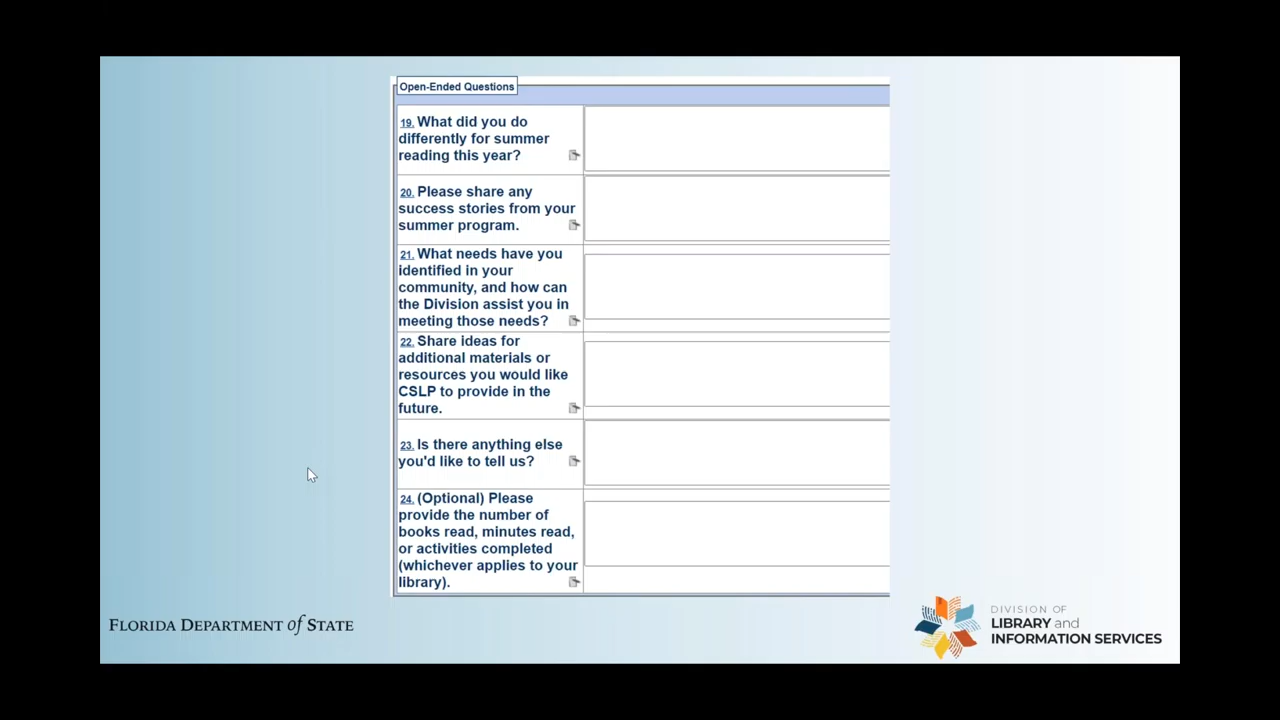 Open-Ended Questions
19. What did you do
differently for summer
reading this year?
20. Please share any
success stories from your
summer program.
21. What needs have you
identified in your
community, and how can
the Division assist you in
meeting those needs?
22. Share ideas for
additional materials or
resources you would like
CSLP to provide in the
future.
23. Is there anything else
you'd like to tell us?
24. (Optional) Please
provide the number of
books read, minutes read,
or activities completed
(whichever applies to your
library).
FLORIDA DEPARTMENT of STATE
DIVISION OF
LIBRARY and
INFORMATION SERVICES